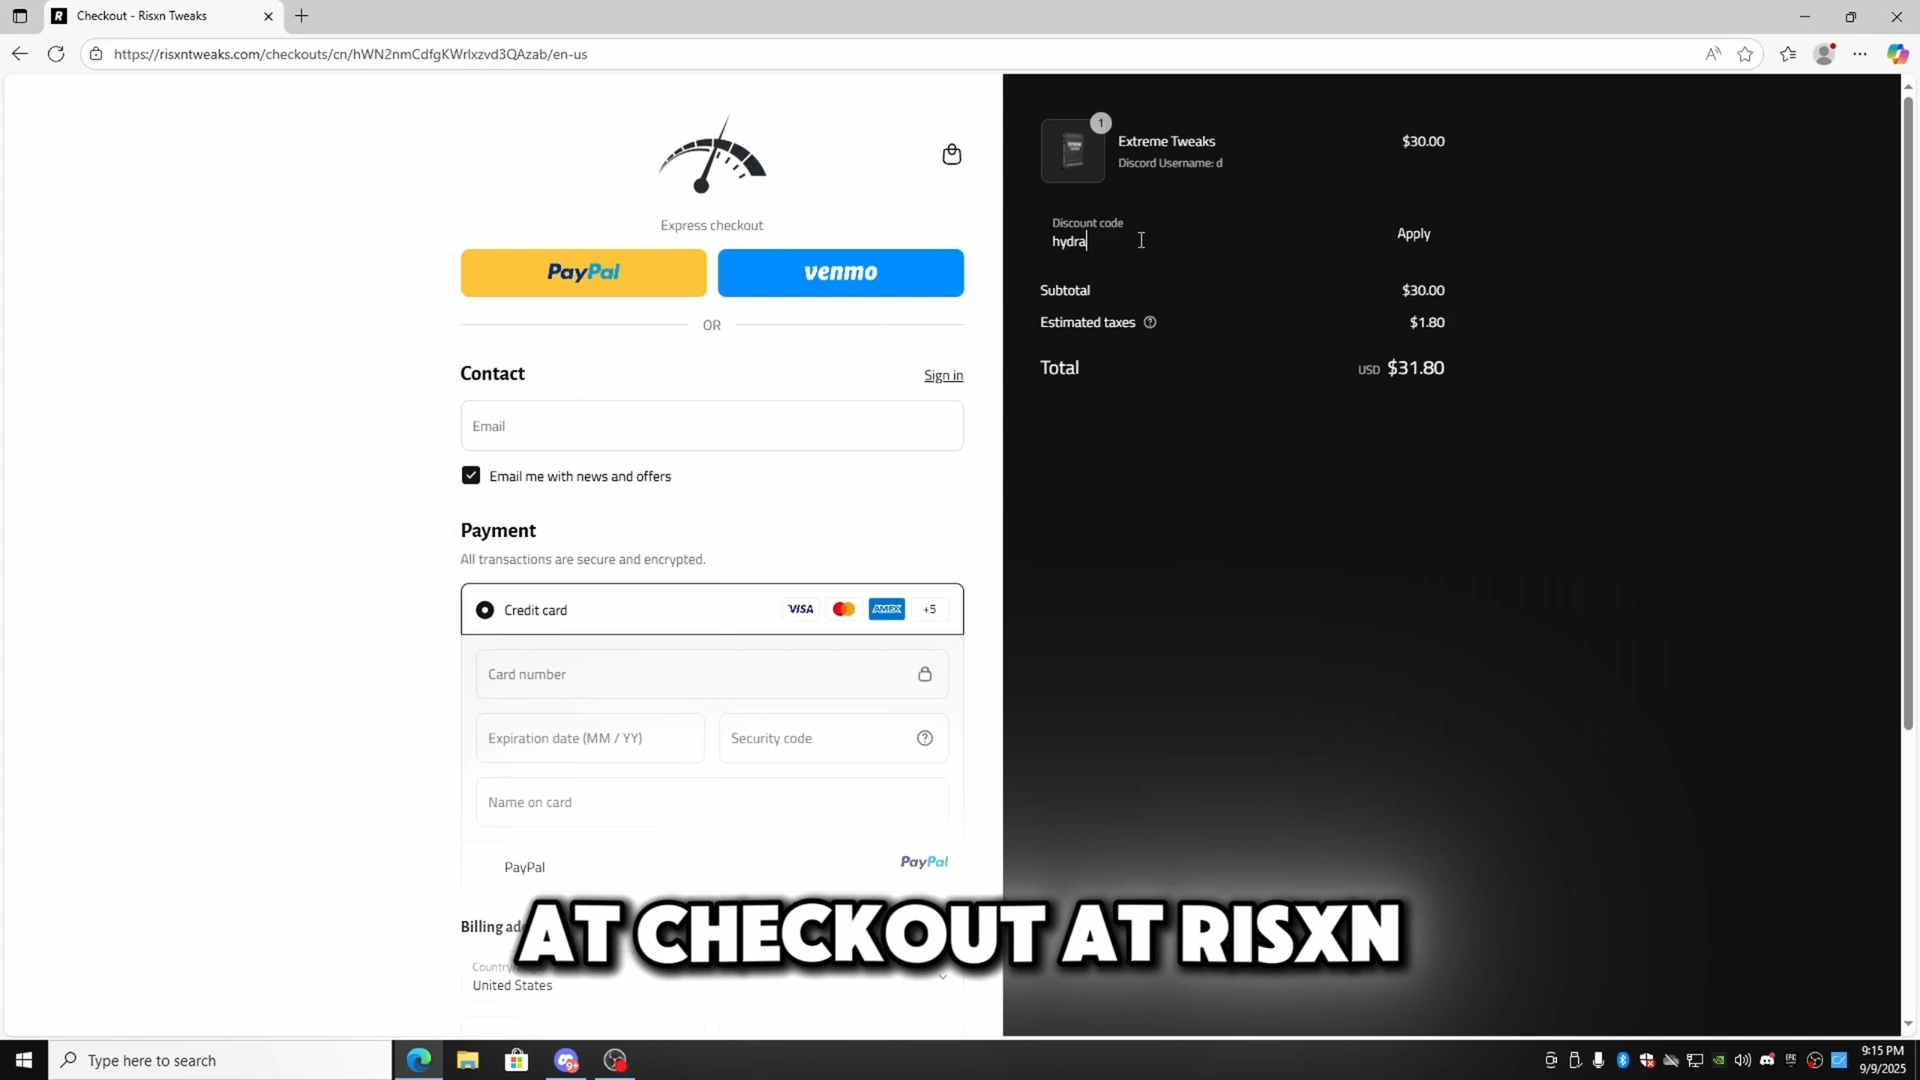 Checkout - Risxn Tweaks
https://risxntweaks.com/checkouts/cn/hWN2nmCdfgKWrlxzvd3QAzab/en-us
Express checkout
PayPal
venmo
OR
Contact
Sign in
Email
Email me with news and offers
Payment
All transactions are secure and encrypted.
Credit card
VISA
AMEX
+5
Card number
Expiration date (MM / YY)
Security code
Name on card
PayPal
PayPal
Billing ad
Country/
United States
1
Extreme Tweaks
$30.00
Discord Username: d
Discount code
hydra
Apply
Subtotal
$30.00
Estimated taxes
$1.80
Total
USD $31.80
AT CHECKOUT AT RISXN
Type here to search
9:15 PM
9/9/2025